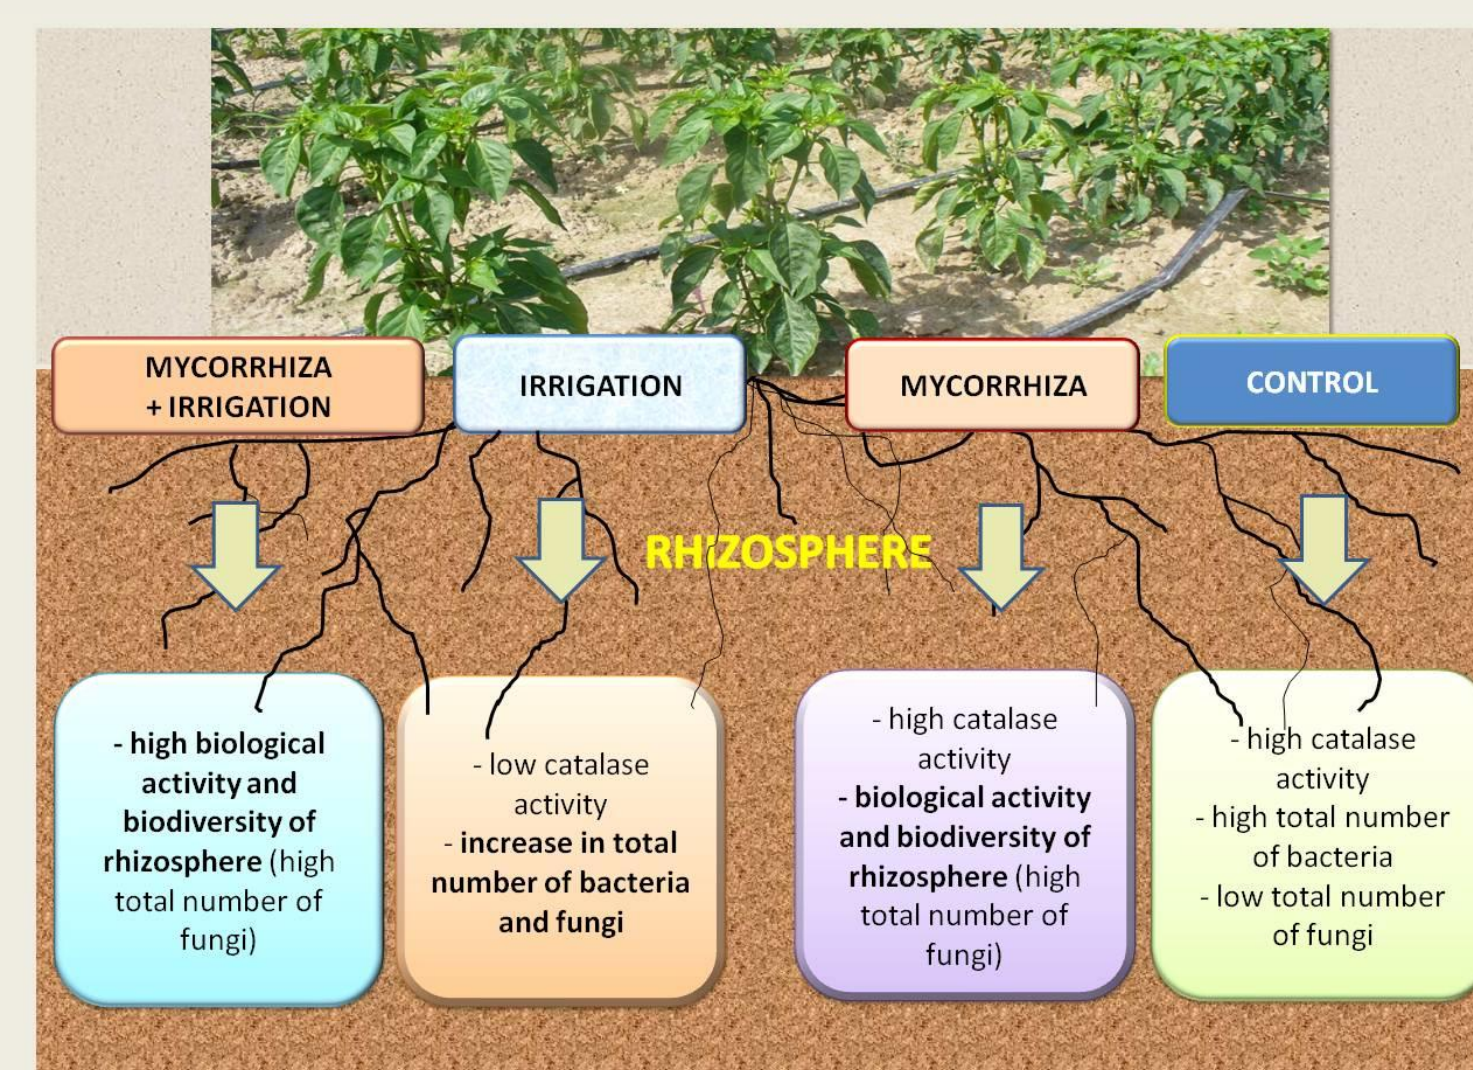 MYCORRHIZA
+ IRRIGATION
IRRIGATION
MYCORRHIZA
CONTROL
RHIZOSPHERE
- high biological
activity and
biodiversity of
rhizosphere (high
total number of
fungi)
- low catalase
activity
- increase in total
number of bacteria
and fungi
- high catalase
activity
- biological activity
and biodiversity of
rhizosphere (high
total number of
fungi)
- high catalase
activity
- high total number
of bacteria
- low total number
of fungi